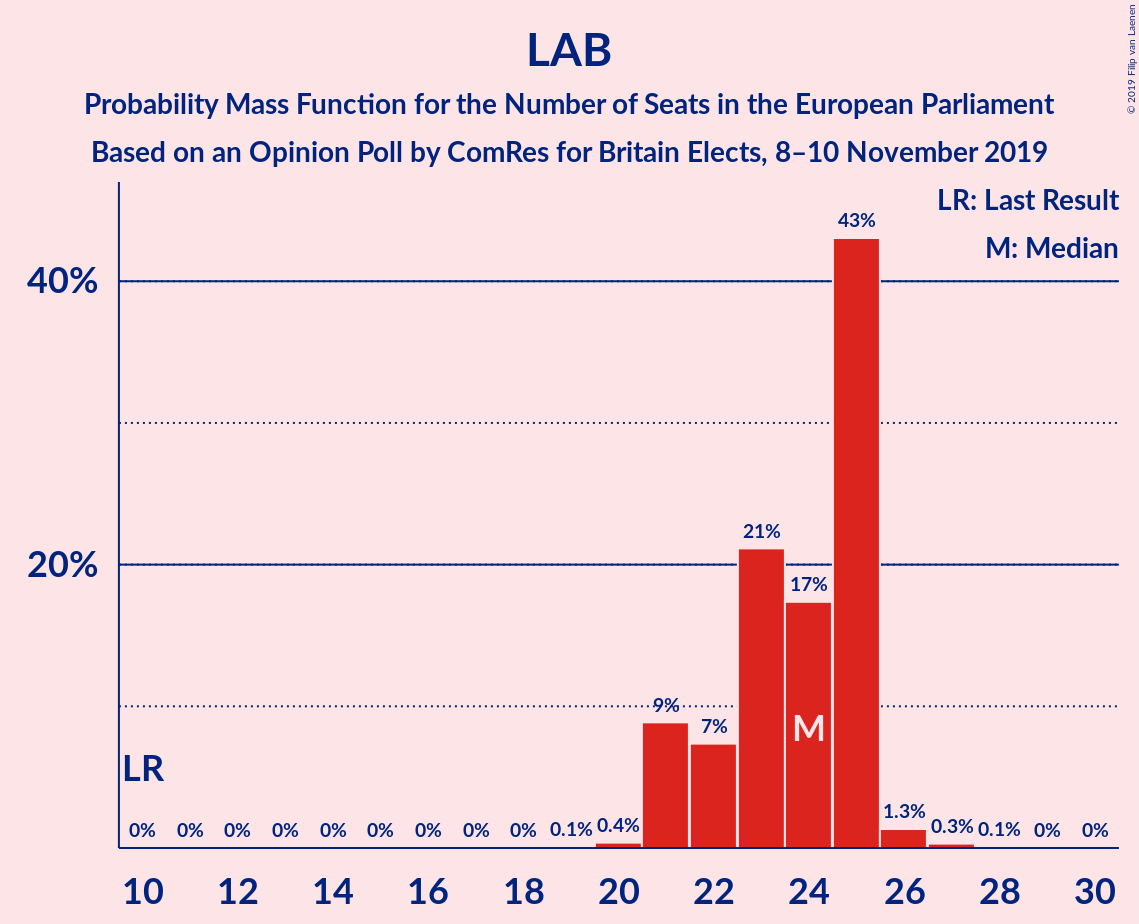 © 2019 Filip van Laenen
LAB
Probability Mass Function for the Number of Seats in the European Parliament
Based on an Opinion Poll by ComRes for Britain Elects, 8–10 November 2019
LR: Last Result
M: Median
40%
20%
43%
21%
17%
9%
7%
M
LR
0% 0% 0% 0% 0% 0% 0% 0% 0% 0.1% 0.4% 1.3% 0.3% 0.1% 0% 0%
10 12 14 16 18 20 22 24 26 28 30